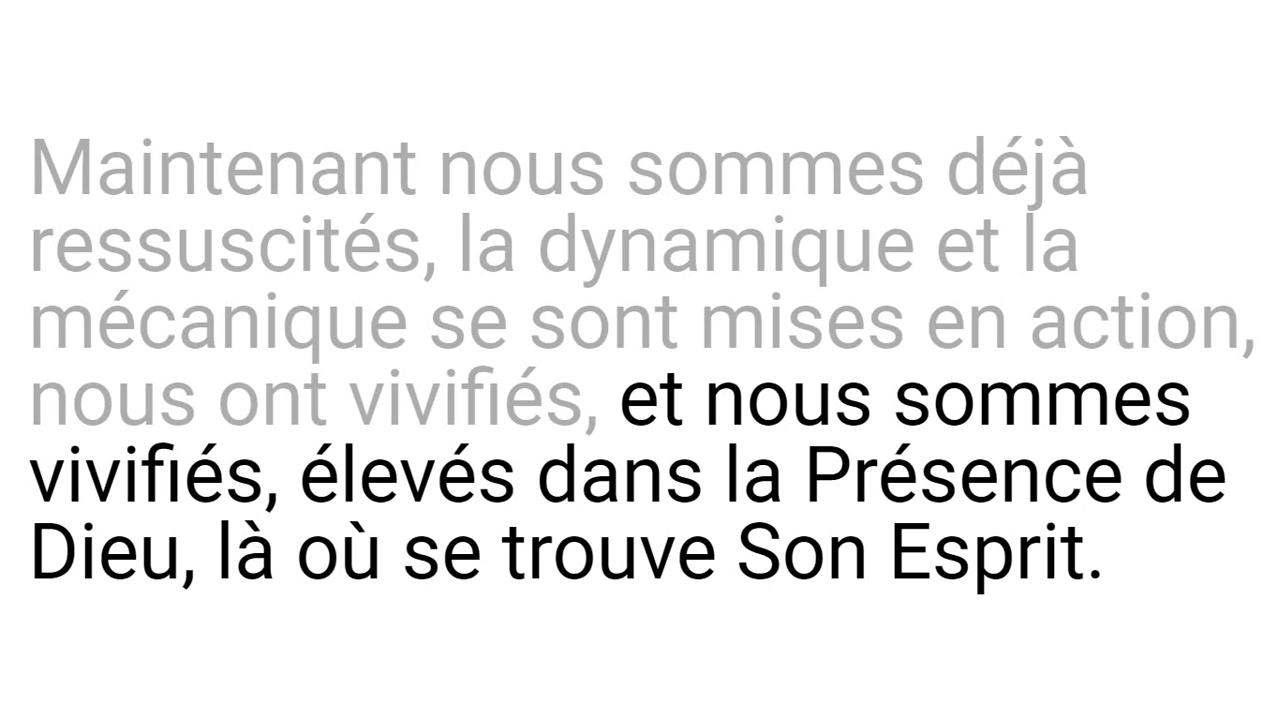 Maintenant nous sommes déjà
ressuscités, la dynamique et la
mécanique se sont mises en action,
nous ont vivifiés, et nous sommes
vivifiés, élevés dans la Présence de
Dieu, là où se trouve Son Esprit.